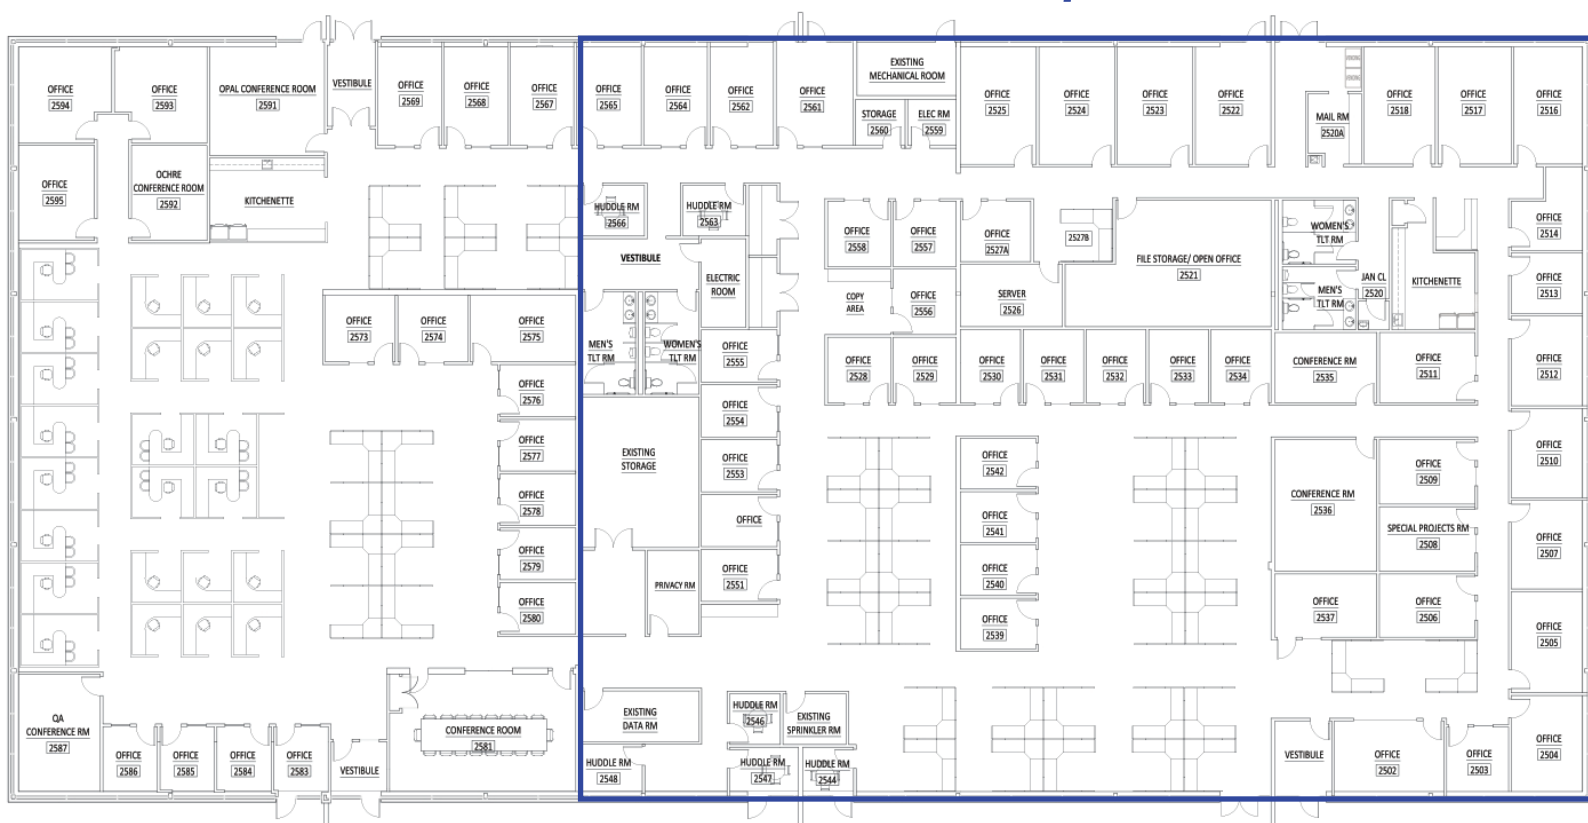 OFFICE
2594
OFFICE
2593
OPAL CONFERENCE ROOM
2591
VESTIBULE
OFFICE
2569
OFFICE
2568
OFFICE
2567
OFFICE
2565
OFFICE
2564
OFFICE
2562
OFFICE
2561
EXISTING
MECHANICAL ROOM
STORAGE
2560
ELEC RM
2559
OFFICE
2525
OFFICE
2524
OFFICE
2523
OFFICE
2522
MAIL RM
2520A
OFFICE
2518
OFFICE
2517
OFFICE
2516
OFFICE
2595
OCHRE
CONFERENCE ROOM
2592
KITCHENETTE
HUDDLE RM
2566
HUDDLE RM
2563
VESTIBULE
ELECTRIC
ROOM
OFFICE
2558
OFFICE
2557
OFFICE
2527A
2527B
FILE STORAGE/ OPEN OFFICE
2521
WOMEN'S
TLT RM
MEN'S
TLT RM
JAN CL
2520
KITCHENETTE
OFFICE
2514
OFFICE
2513
COPY
AREA
OFFICE
2556
SERVER
2526
OFFICE
2573
OFFICE
2574
OFFICE
2575
MEN'S
TLT RM
WOMEN'S
TLT RM
OFFICE
2555
OFFICE
2528
OFFICE
2529
OFFICE
2530
OFFICE
2531
OFFICE
2532
OFFICE
2533
OFFICE
2534
CONFERENCE RM
2535
OFFICE
2511
OFFICE
2512
OFFICE
2576
OFFICE
2577
OFFICE
2578
OFFICE
2579
OFFICE
2580
EXISTING
STORAGE
OFFICE
2554
OFFICE
2553
OFFICE
OFFICE
2551
PRIVACY RM
OFFICE
2542
OFFICE
2541
OFFICE
2540
OFFICE
2539
CONFERENCE RM
2536
OFFICE
2509
SPECIAL PROJECTS RM
2508
OFFICE
2537
OFFICE
2506
OFFICE
2510
OFFICE
2507
OFFICE
2505
QA
CONFERENCE RM
2587
OFFICE
2586
OFFICE
2585
OFFICE
2584
OFFICE
2583
VESTIBULE
CONFERENCE ROOM
2581
EXISTING
DATA RM
HUDDLE RM
2548
HUDDLE RM
2546
HUDDLE RM
2547
EXISTING
SPRINKLER RM
HUDDLE RM
2544
VESTIBULE
OFFICE
2502
OFFICE
2503
OFFICE
2504